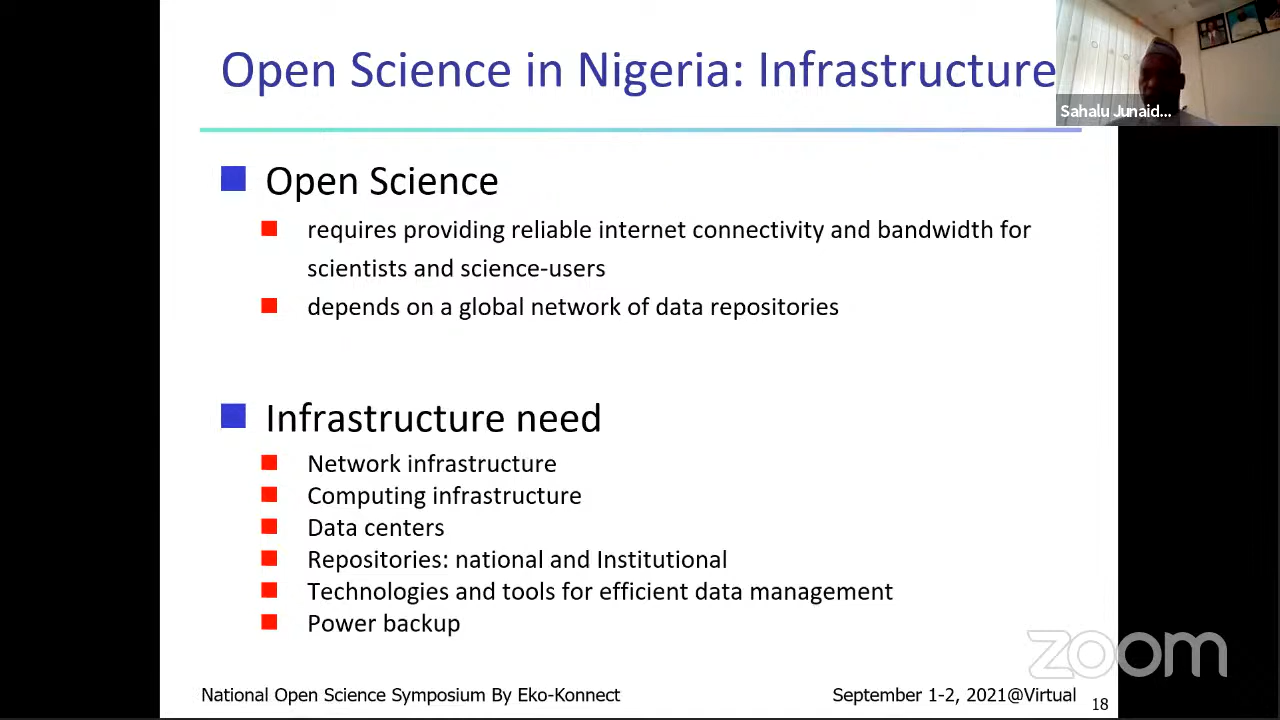 Open Science in Nigeria: Infrastructure
Sahalu Junaid...
Open Science
requires providing reliable internet connectivity and bandwidth for
scientists and science-users
depends on a global network of data repositories
Infrastructure need
Network infrastructure
Computing infrastructure
Data centers
Repositories: national and Institutional
Technologies and tools for efficient data management
Power backup
zoom
National Open Science Symposium By Eko-Konnect
September 1-2, 2021@Virtual
18